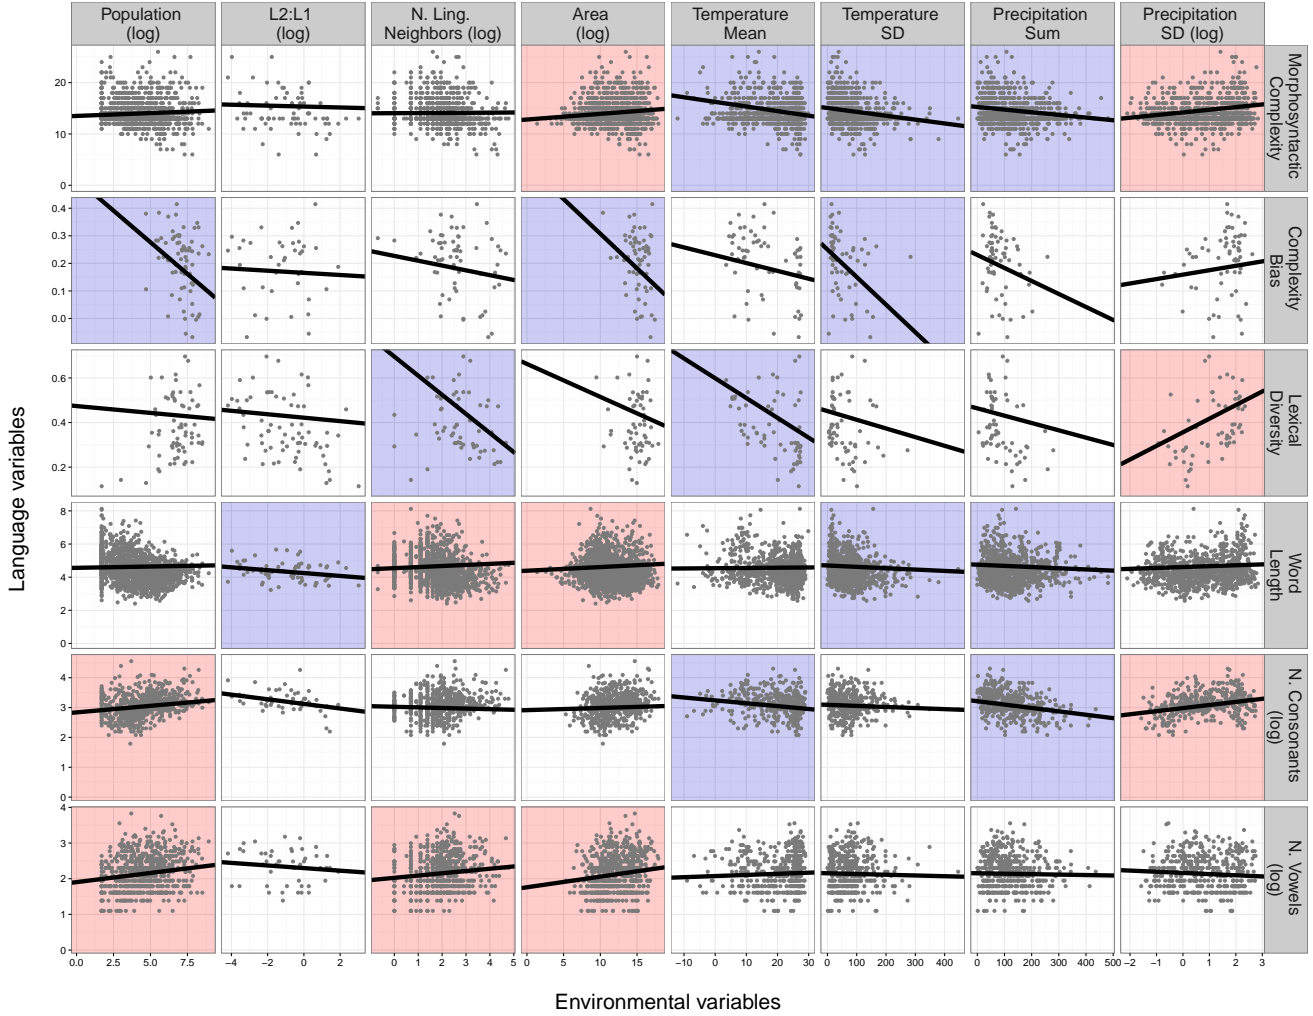 Population
(log)
L2:L1
(log)
N. Ling.
Neighbors (log)
Area
(log)
Temperature
Mean
Temperature
SD
Precipitation
Sum
Precipitation
SD (log)
Morphosyntactic
Complexity
20
10
0
Complexity
Bias
0.4
0.3
0.2
0.1
0.0
Lexical
Diversity
0.6
0.4
0.2
Word
Length
8
6
4
2
0
N. Consonants
(log)
4
3
2
1
0
N. Vowels
(log)
4
3
2
1
0
0.0 2.5 5.0 7.5
−4 −2 0 2
0 1 2 3 4 5
0 5 10 15
−10 0 10 20 30
0 100 200 300 400
0 100 200 300 400 500
−2 −1 0 1 2 3
Language variables
Environmental variables